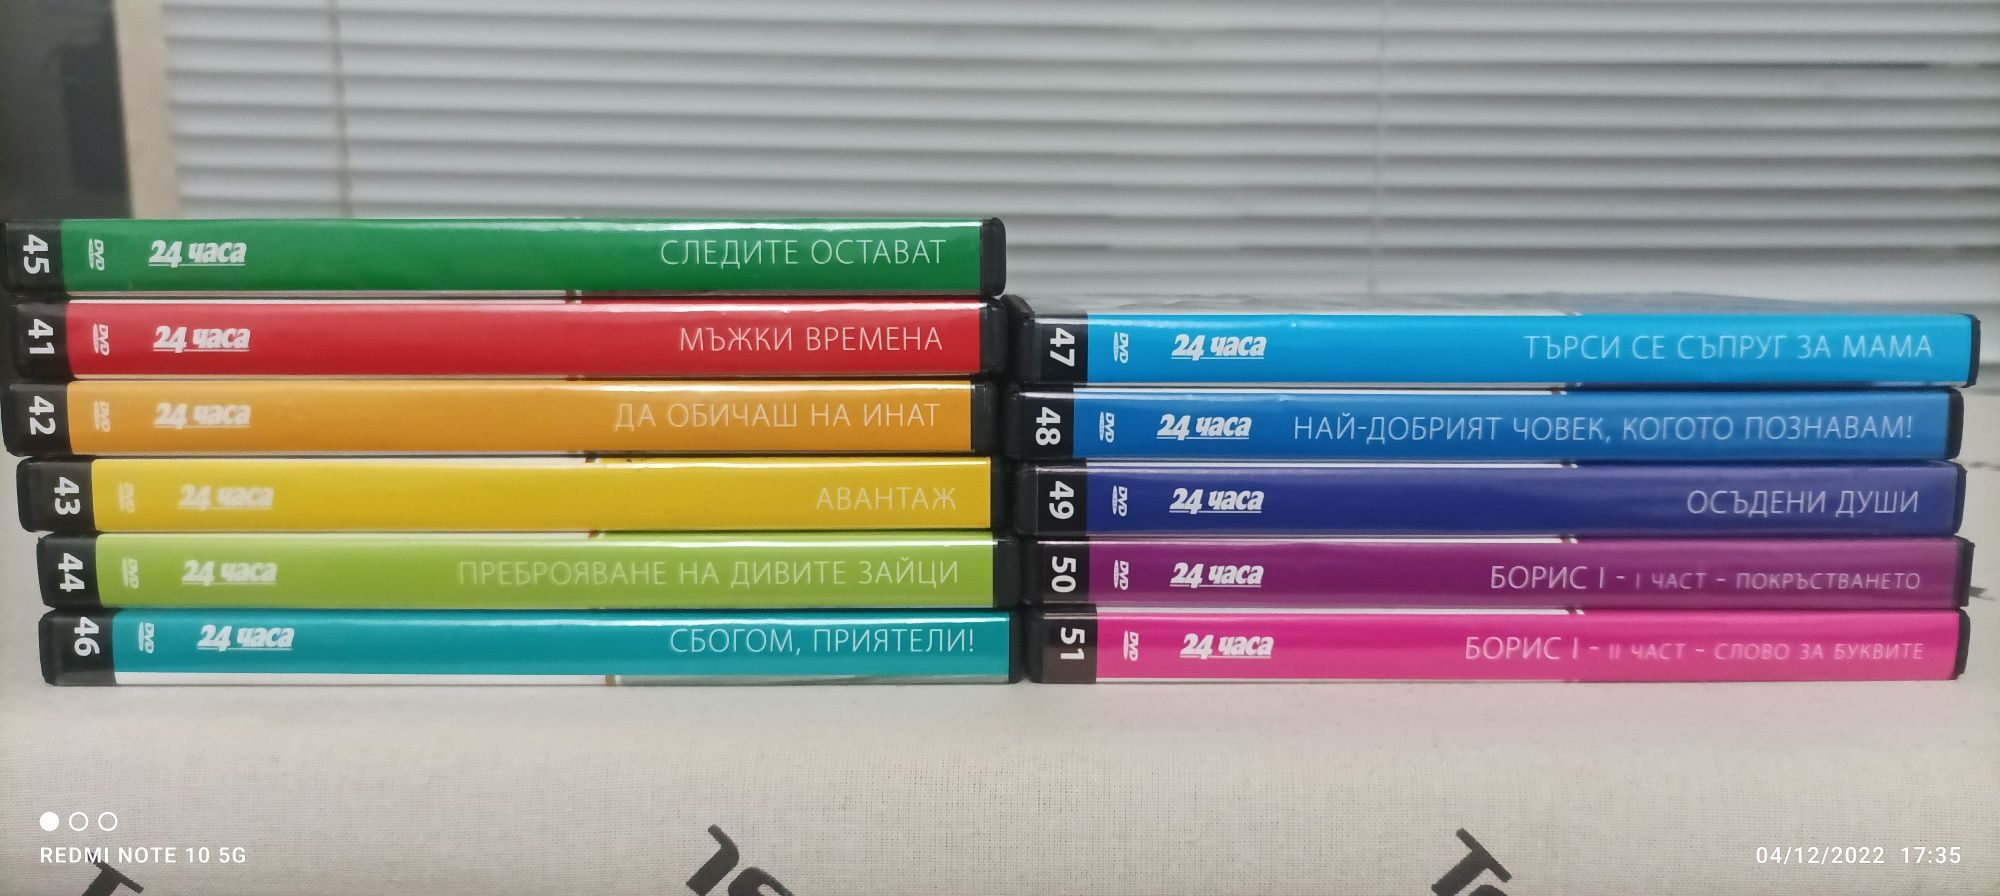 45 DVD 24 часа СЛЕДИТЕ ОСТАВАТ
41 DVD 24 часа МЪЖКИ ВРЕМЕНА
42 DVD 24 часа ДА ОБИЧАШ НА ИНАТ
43 DVD 24 часа АВАНТАЖ
44 DVD 24 часа ПРЕБРОЯВАНЕ НА ДИВИТЕ ЗАЙЦИ
46 DVD 24 часа СБОГОМ, ПРИЯТЕЛИ!
47 DVD 24 часа ТЪРСИ СЕ СЪПРУГ ЗА МАМА
48 DVD 24 часа НАЙ-ДОБРИЯТ ЧОВЕК, КОГОТО ПОЗНАВАМ!
49 DVD 24 часа ОСЪДЕНИ ДУШИ
50 DVD 24 часа БОРИС I - I ЧАСТ - ПОКРЪСТВАНЕТО
51 DVD 24 часа БОРИС I - II ЧАСТ - СЛОВО ЗА БУКВИТЕ
REDMI NOTE 10 5G
04/12/2022 17:35